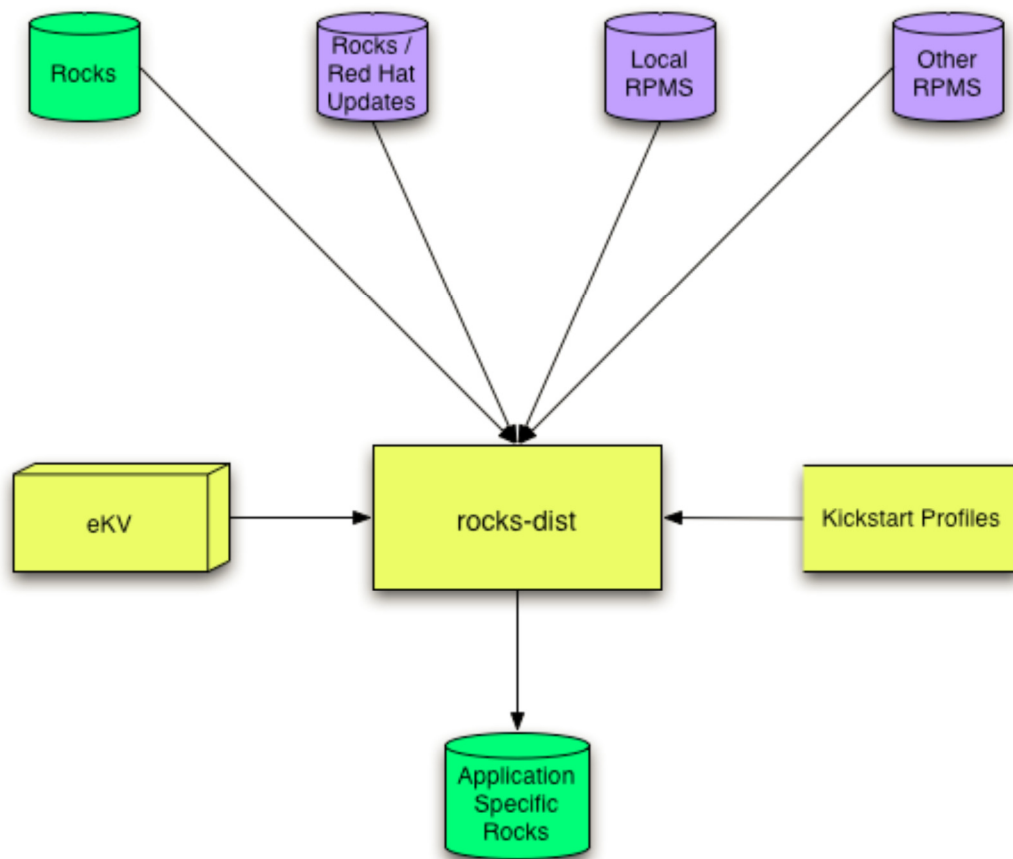 Rocks
Rocks /
Red Hat
Updates
Local
RPMS
Other
RPMS
eKV
rocks-dist
Kickstart Profiles
Application
Specific
Rocks